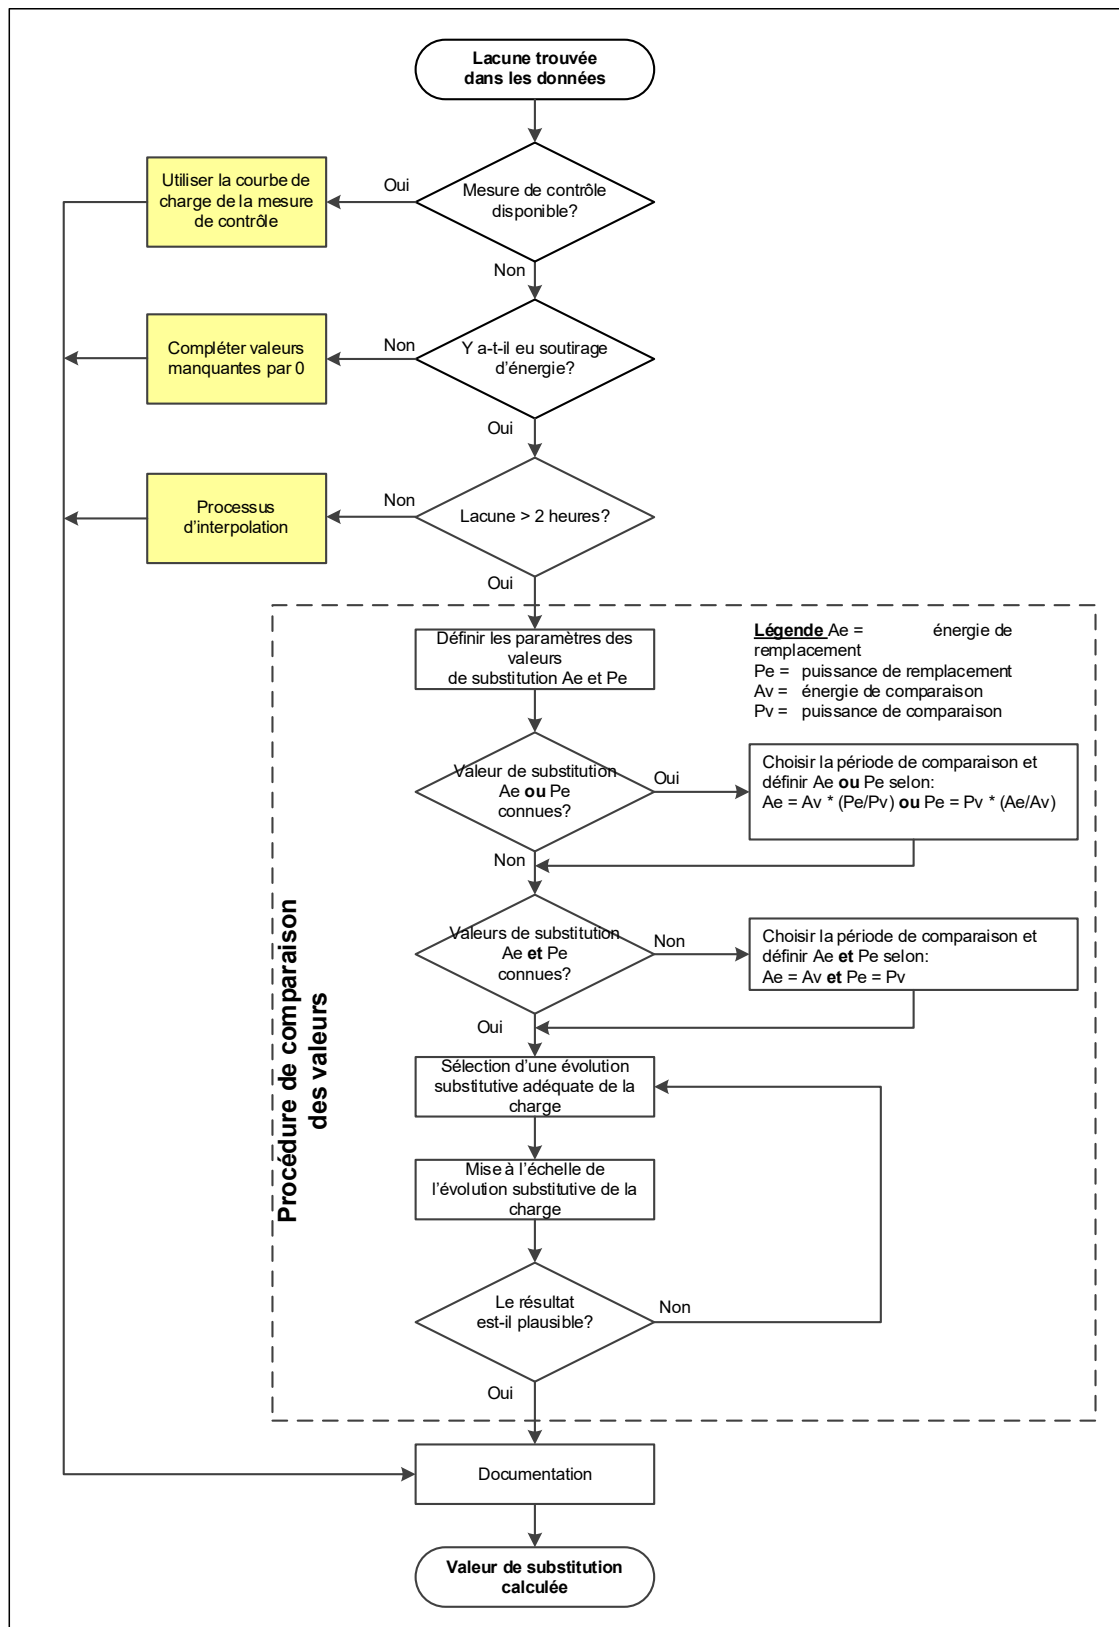 Lacune trouvée
dans les données
Mesure de contrôle
disponible?
Oui
Utiliser la courbe de
charge de la mesure
de contrôle
Non
Y a-t-il eu soutirage
d'énergie?
Non
Compléter valeurs
manquantes par 0
Oui
Lacune > 2 heures?
Non
Processus
d'interpolation
Oui
Définir les paramètres des
valeurs
de substitution Ae et Pe
Légende Ae = énergie de
remplacement
Pe = puissance de remplacement
Av = énergie de comparaison
Pv = puissance de comparaison
Valeur de substitution
Ae ou Pe
connues?
Oui
Choisir la période de comparaison et
définir Ae ou Pe selon:
Ae = Av * (Pe/Pv) ou Pe = Pv * (Ae/Av)
Non
Valeurs de substitution
Ae et Pe
connues?
Non
Choisir la période de comparaison et
définir Ae et Pe selon:
Ae = Av et Pe = Pv
Oui
Procédure de comparaison
des valeurs
Sélection d'une évolution
substitutive adéquate de la
charge
Mise à l'échelle de
l'évolution substitutive de la
charge
Le résultat
est-il plausible?
Non
Oui
Documentation
Valeur de substitution
calculée